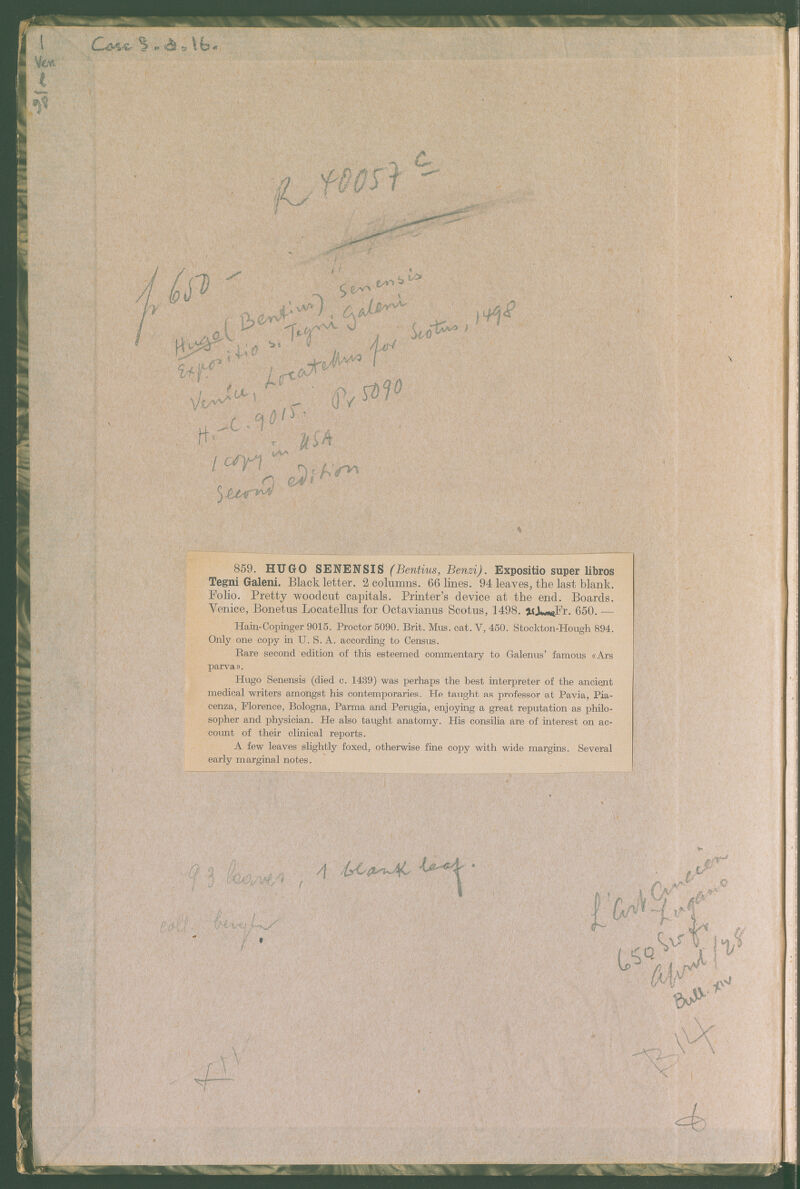 1
Ven
l
98
Case 3.a.16.
R 40057 c
fr 650 -
Hugo (Bentius) Senensis
Expositio s. Tegni Galeni
Venice, Locatellus for Scotus, 1498
H.-C. 9015. Pr 5090
1 copy in USA
Second edition
859. HUGO SENENSIS (Bentius, Benzi). Expositio super libros
Tegni Galeni. Black letter. 2 columns. 66 lines. 94 leaves, the last blank.
Folio. Pretty woodcut capitals. Printer's device at the end. Boards.
Venice, Bonetus Locatellus for Octavianus Scotus, 1498. Fr. 650.—
Hain-Copinger 9015. Proctor 5090. Brit. Mus. cat. V, 450. Stockton-Hough 894.
Only one copy in U. S. A. according to Census.
Rare second edition of this esteemed commentary to Galenus' famous «Ars
parva».
Hugo Senensis (died c. 1439) was perhaps the best interpreter of the ancient
medical writers amongst his contemporaries. He taught as professor at Pavia, Pia-
cenza, Florence, Bologna, Parma and Perugia, enjoying a great reputation as philo-
sopher and physician. He also taught anatomy. His consilia are of interest on ac-
count of their clinical reports.
A few leaves slightly foxed, otherwise fine copy with wide margins. Several
early marginal notes.
93 leaves, 1 blank leaf.
coll.
L'Art Ancien
Lugano
650 Sw fr
April /28
Bull. XIV
B 14